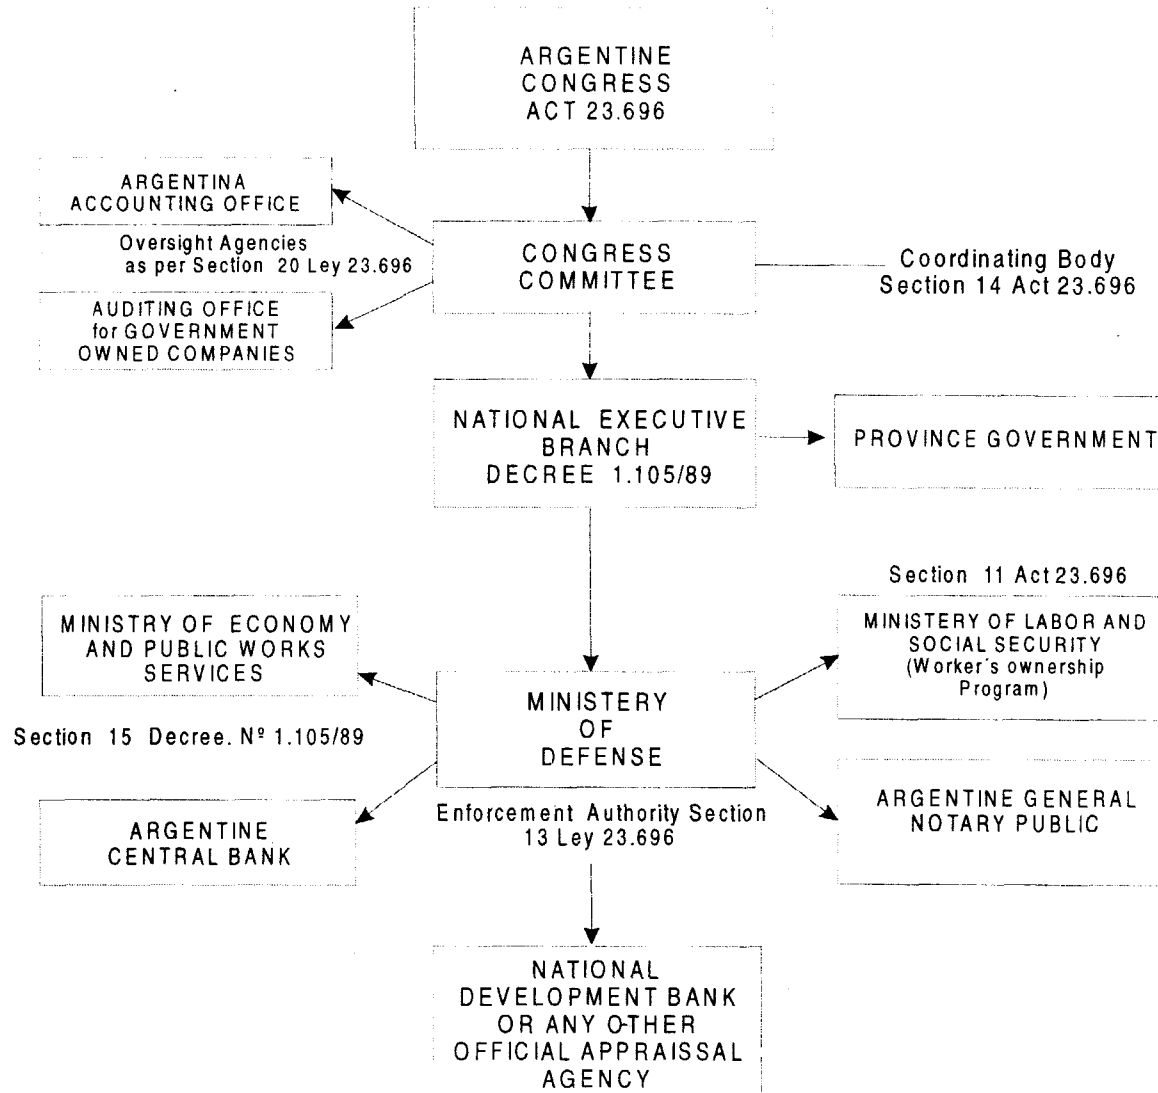 ARGENTINE
CONGRESS
ACT 23.696
ARGENTINA
ACCOUNTING OFFICE
Oversight Agencies
as per Section 20 Ley 23.696
AUDITING OFFICE
for GOVERNMENT
OWNED COMPANIES
CONGRESS
COMMITTEE
Coordinating Body
Section 14 Act 23.696
NATIONAL EXECUTIVE
BRANCH
DECREE 1.105/89
PROVINCE GOVERNMENT
MINISTRY OF ECONOMY
AND PUBLIC WORKS
SERVICES
Section 15 Decree. Nº 1.105/89
ARGENTINE
CENTRAL BANK
MINISTERY
OF
DEFENSE
Enforcement Authority Section
13 Ley 23.696
Section 11 Act 23.696
MINISTERY OF LABOR AND
SOCIAL SECURITY
(Worker´s ownership
Program)
ARGENTINE GENERAL
NOTARY PUBLIC
NATIONAL
DEVELOPMENT BANK
OR ANY OTHER
OFFICIAL APPRAISSAL
AGENCY